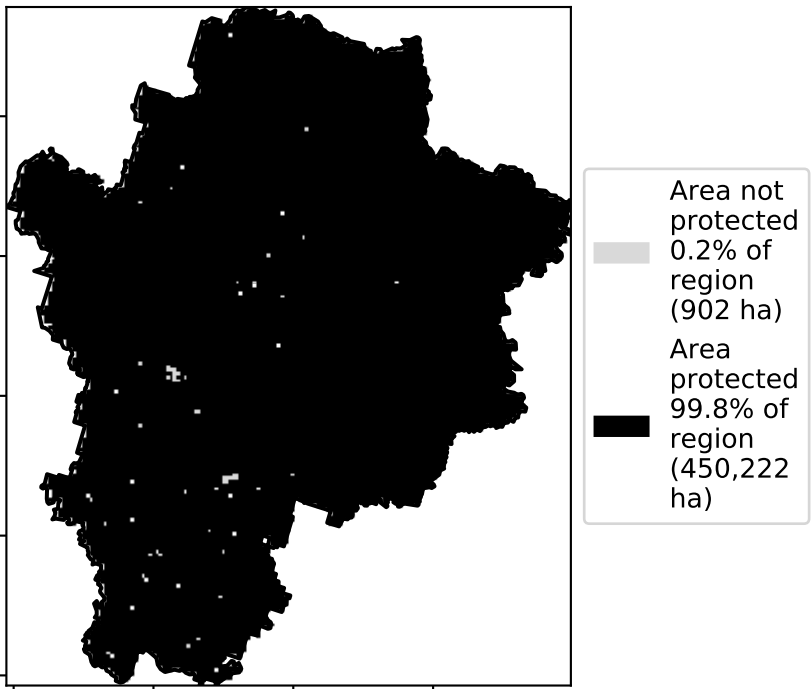 Area not
protected
0.2% of
region
(902 ha)
Area
protected
99.8% of
region
(450,222
ha)